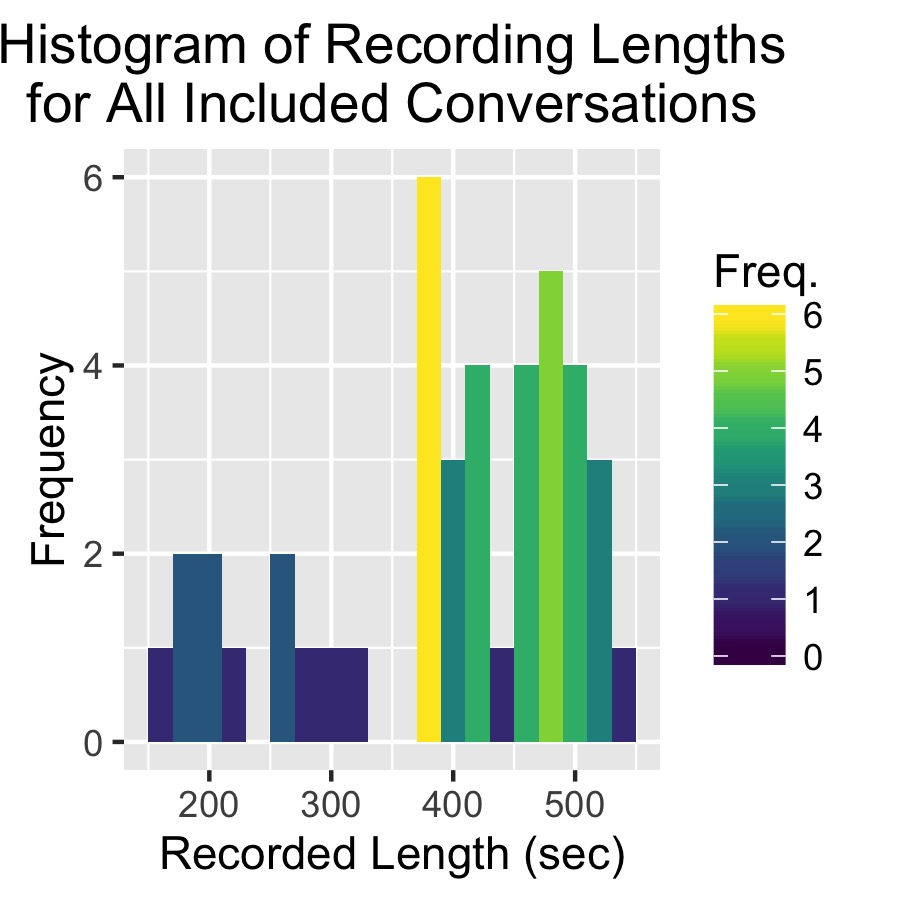 Histogram of Recording Lengths
for All Included Conversations
Frequency
6
4
2
0
200 300 400 500
Recorded Length (sec)
Freq.
6
5
4
3
2
1
0